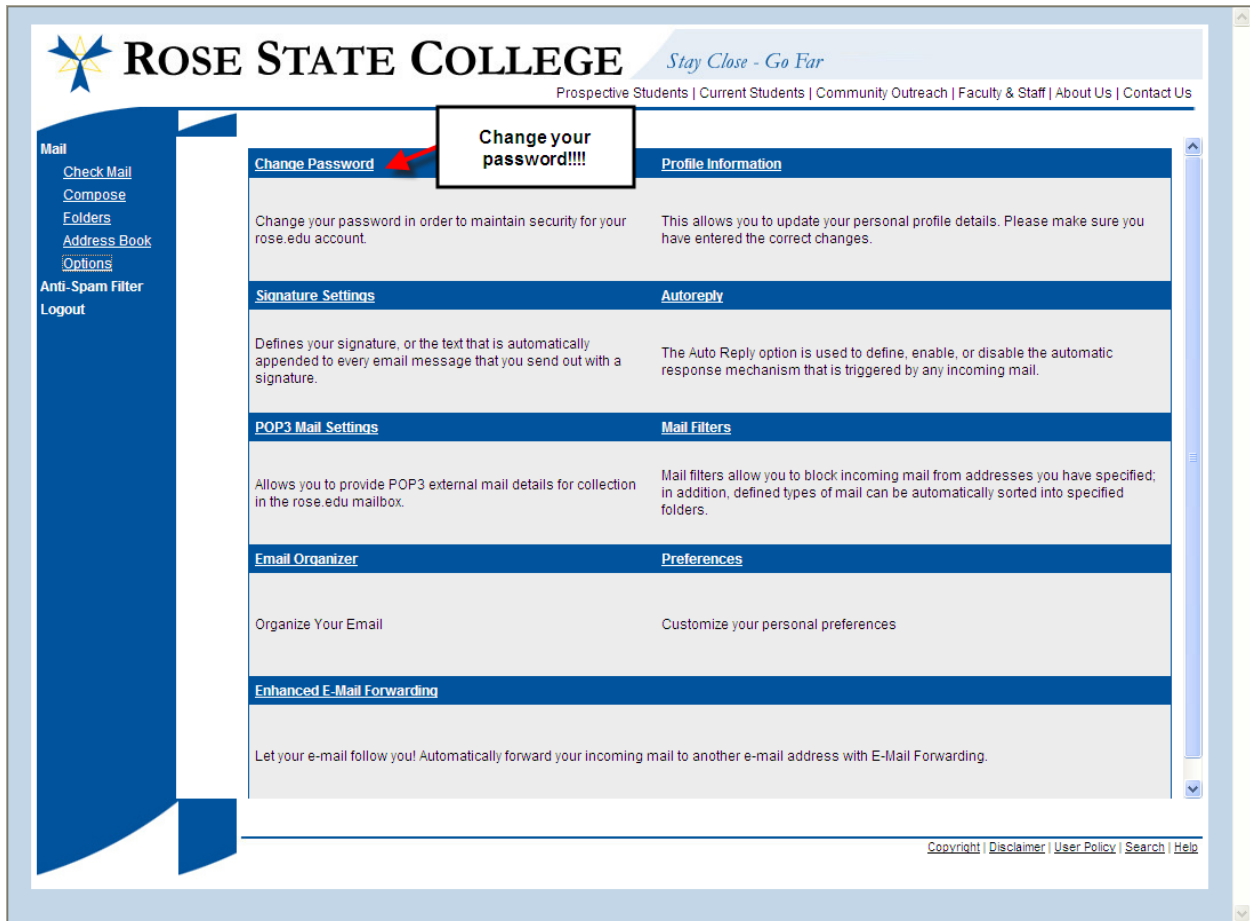 ROSE STATE COLLEGE
Stay Close - Go Far
Prospective Students | Current Students | Community Outreach | Faculty & Staff | About Us | Contact Us
Mail
Check Mail
Compose
Folders
Address Book
Options
Anti-Spam Filter
Logout
Change your
password!!!!
Change Password
Profile Information
Change your password in order to maintain security for your
rose.edu account.
This allows you to update your personal profile details. Please make sure you
have entered the correct changes.
Signature Settings
Autoreply
Defines your signature, or the text that is automatically
appended to every email message that you send out with a
signature.
The Auto Reply option is used to define, enable, or disable the automatic
response mechanism that is triggered by any incoming mail.
POP3 Mail Settings
Mail Filters
Allows you to provide POP3 external mail details for collection
in the rose.edu mailbox.
Mail filters allow you to block incoming mail from addresses you have specified;
in addition, defined types of mail can be automatically sorted into specified
folders.
Email Organizer
Preferences
Organize Your Email
Customize your personal preferences
Enhanced E-Mail Forwarding
Let your e-mail follow you! Automatically forward your incoming mail to another e-mail address with E-Mail Forwarding.
Copyright | Disclaimer | User Policy | Search | Help